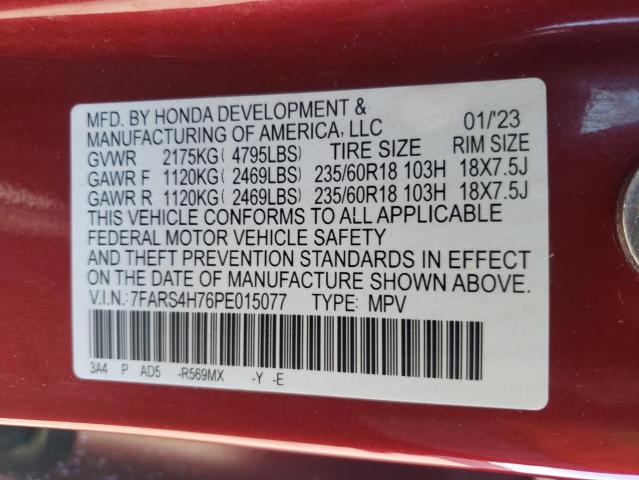 MFD. BY HONDA DEVELOPMENT & 01/'23
MANUFACTURING OF AMERICA, LLC
GVWR 2175KG( 4795LBS) TIRE SIZE RIM SIZE
GAWR F 1120KG( 2469LBS) 235/60R18 103H 18X7.5J
GAWR R 1120KG( 2469LBS) 235/60R18 103H 18X7.5J
THIS VEHICLE CONFORMS TO ALL APPLICABLE
FEDERAL MOTOR VEHICLE SAFETY
AND THEFT PREVENTION STANDARDS IN EFFECT
ON THE DATE OF MANUFACTURE SHOWN ABOVE.
V.I.N.: 7FARS4H76PE015077 TYPE: MPV
3A4 P AD5 -R569MX -Y -E